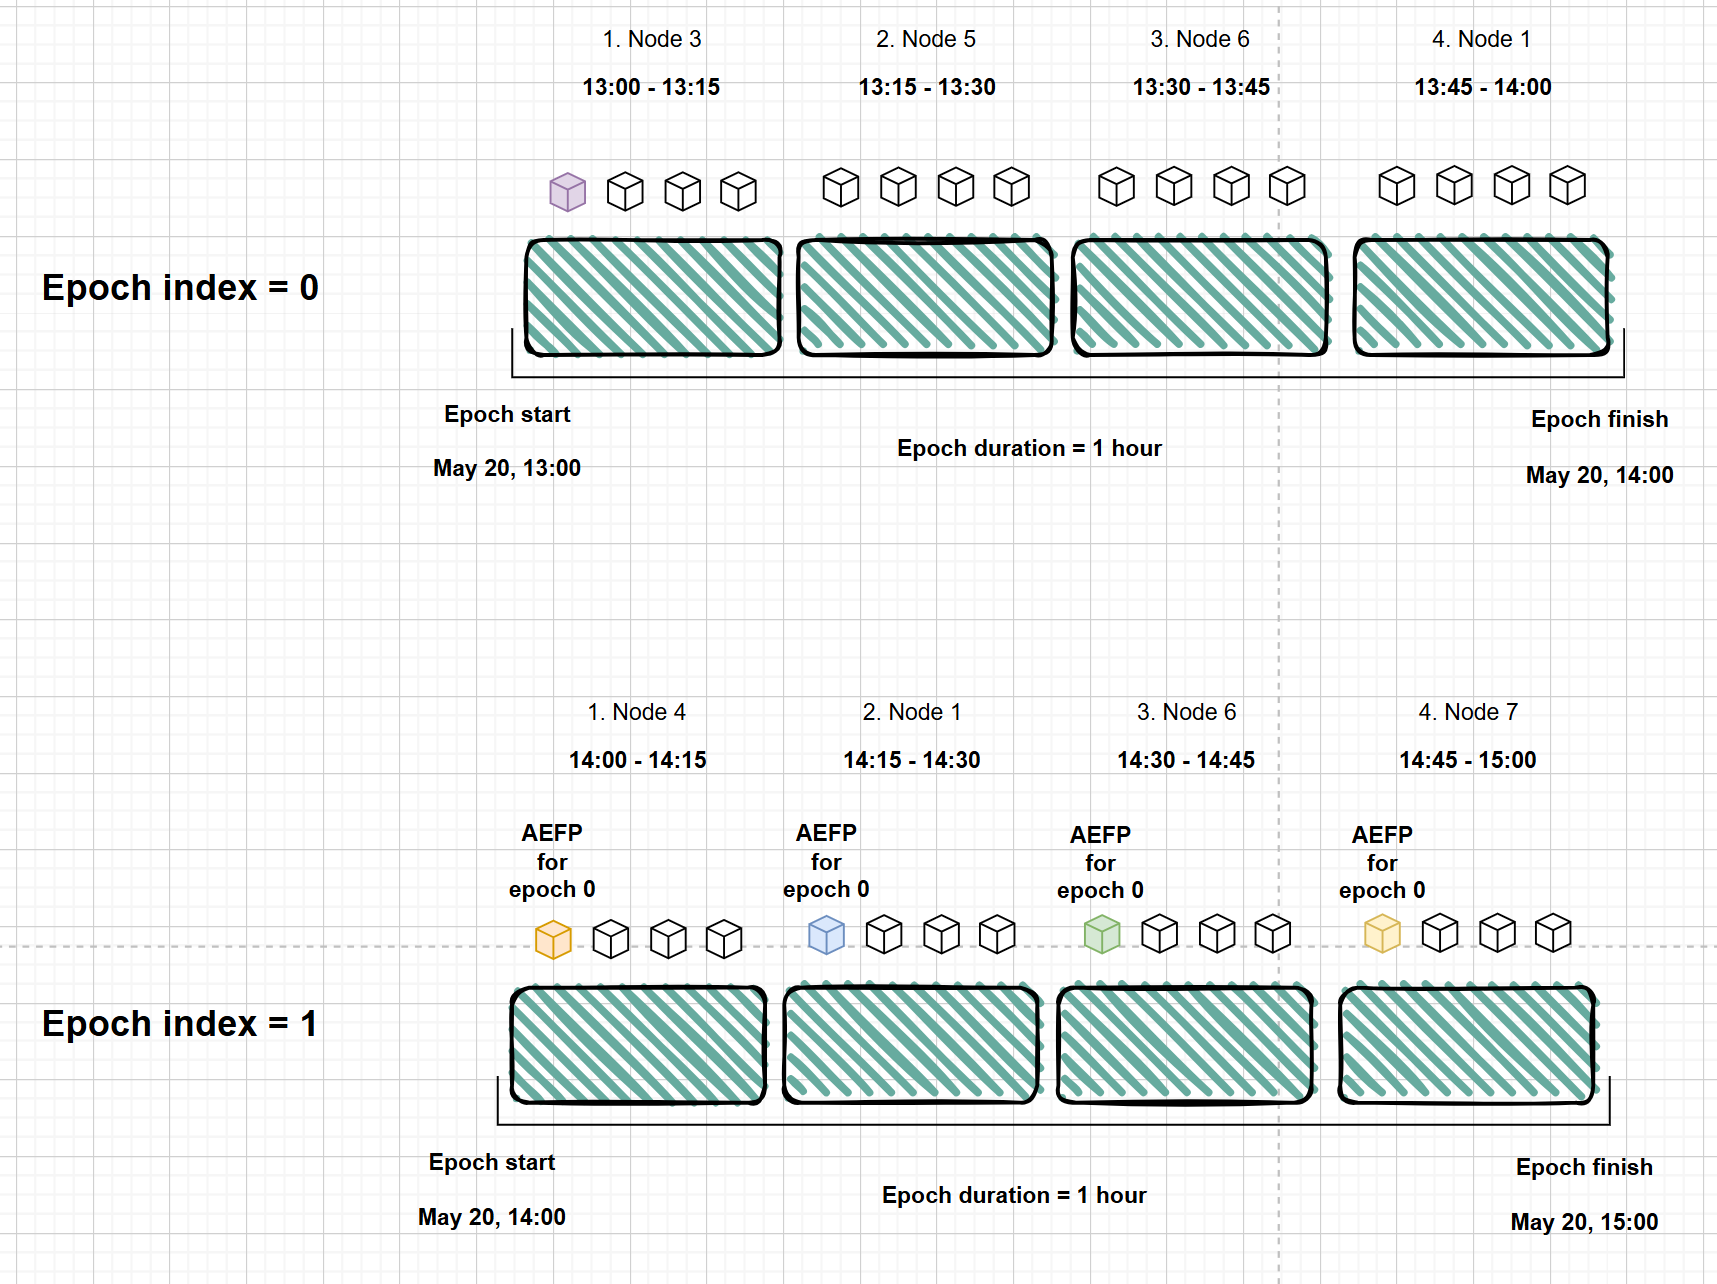 1. Node 3
2. Node 5
3. Node 6
4. Node 1
13:00 - 13:15
13:15 - 13:30
13:30 - 13:45
13:45 - 14:00
Epoch index = 0
Epoch start
May 20, 13:00
Epoch duration = 1 hour
Epoch finish
May 20, 14:00
1. Node 4
2. Node 1
3. Node 6
4. Node 7
14:00 - 14:15
14:15 - 14:30
14:30 - 14:45
14:45 - 15:00
AEFP
for
epoch 0
AEFP
for
epoch 0
AEFP
for
epoch 0
AEFP
for
epoch 0
Epoch index = 1
Epoch start
May 20, 14:00
Epoch duration = 1 hour
Epoch finish
May 20, 15:00